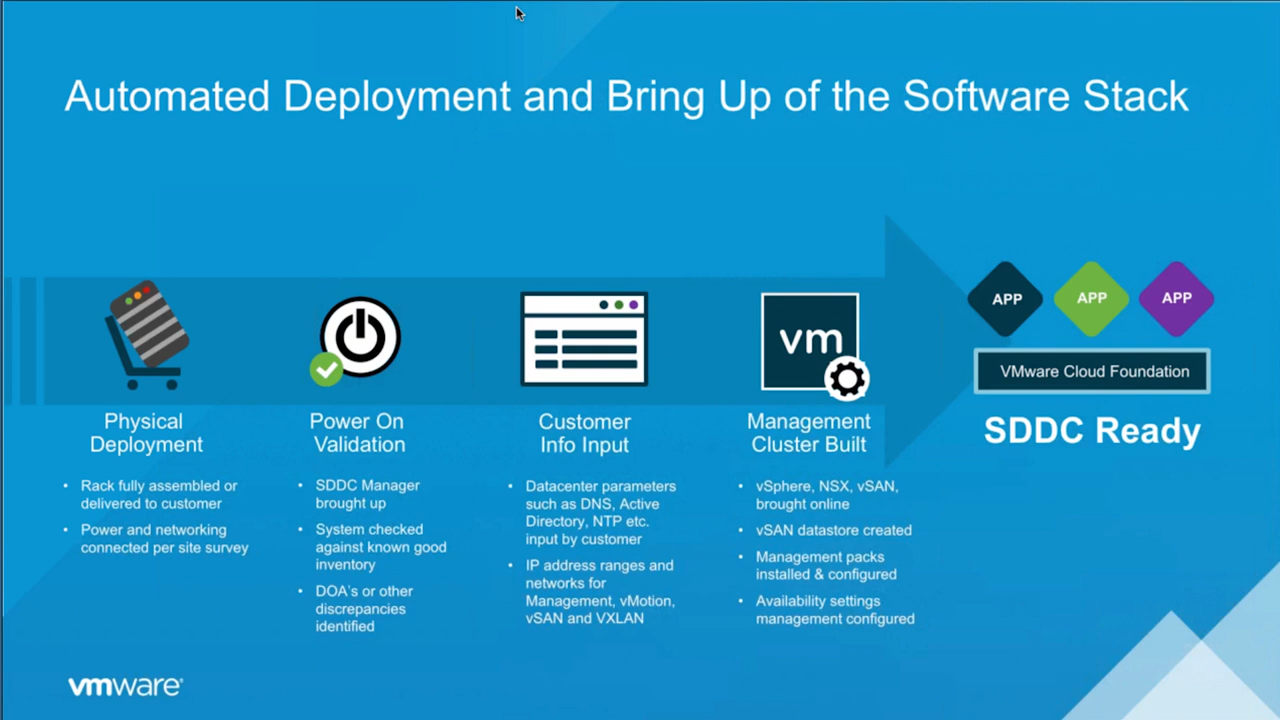 Automated Deployment and Bring Up of the Software Stack
APP
APP
APP
vm
VMware Cloud Foundation
SDDC Ready
Physical
Deployment
• Rack fully assembled or
delivered to customer
• Power and networking
connected per site survey
Power On
Validation
• SDDC Manager
brought up
• System checked
against known good
inventory
• DOA's or other
discrepancies
identified
Customer
Info Input
• Datacenter parameters
such as DNS, Active
Directory, NTP etc.
input by customer
• IP address ranges and
networks for
Management, vMotion,
vSAN and VXLAN
Management
Cluster Built
• vSphere, NSX, vSAN,
brought online
• vSAN datastore created
• Management packs
installed & configured
• Availability settings
management configured
vmware®